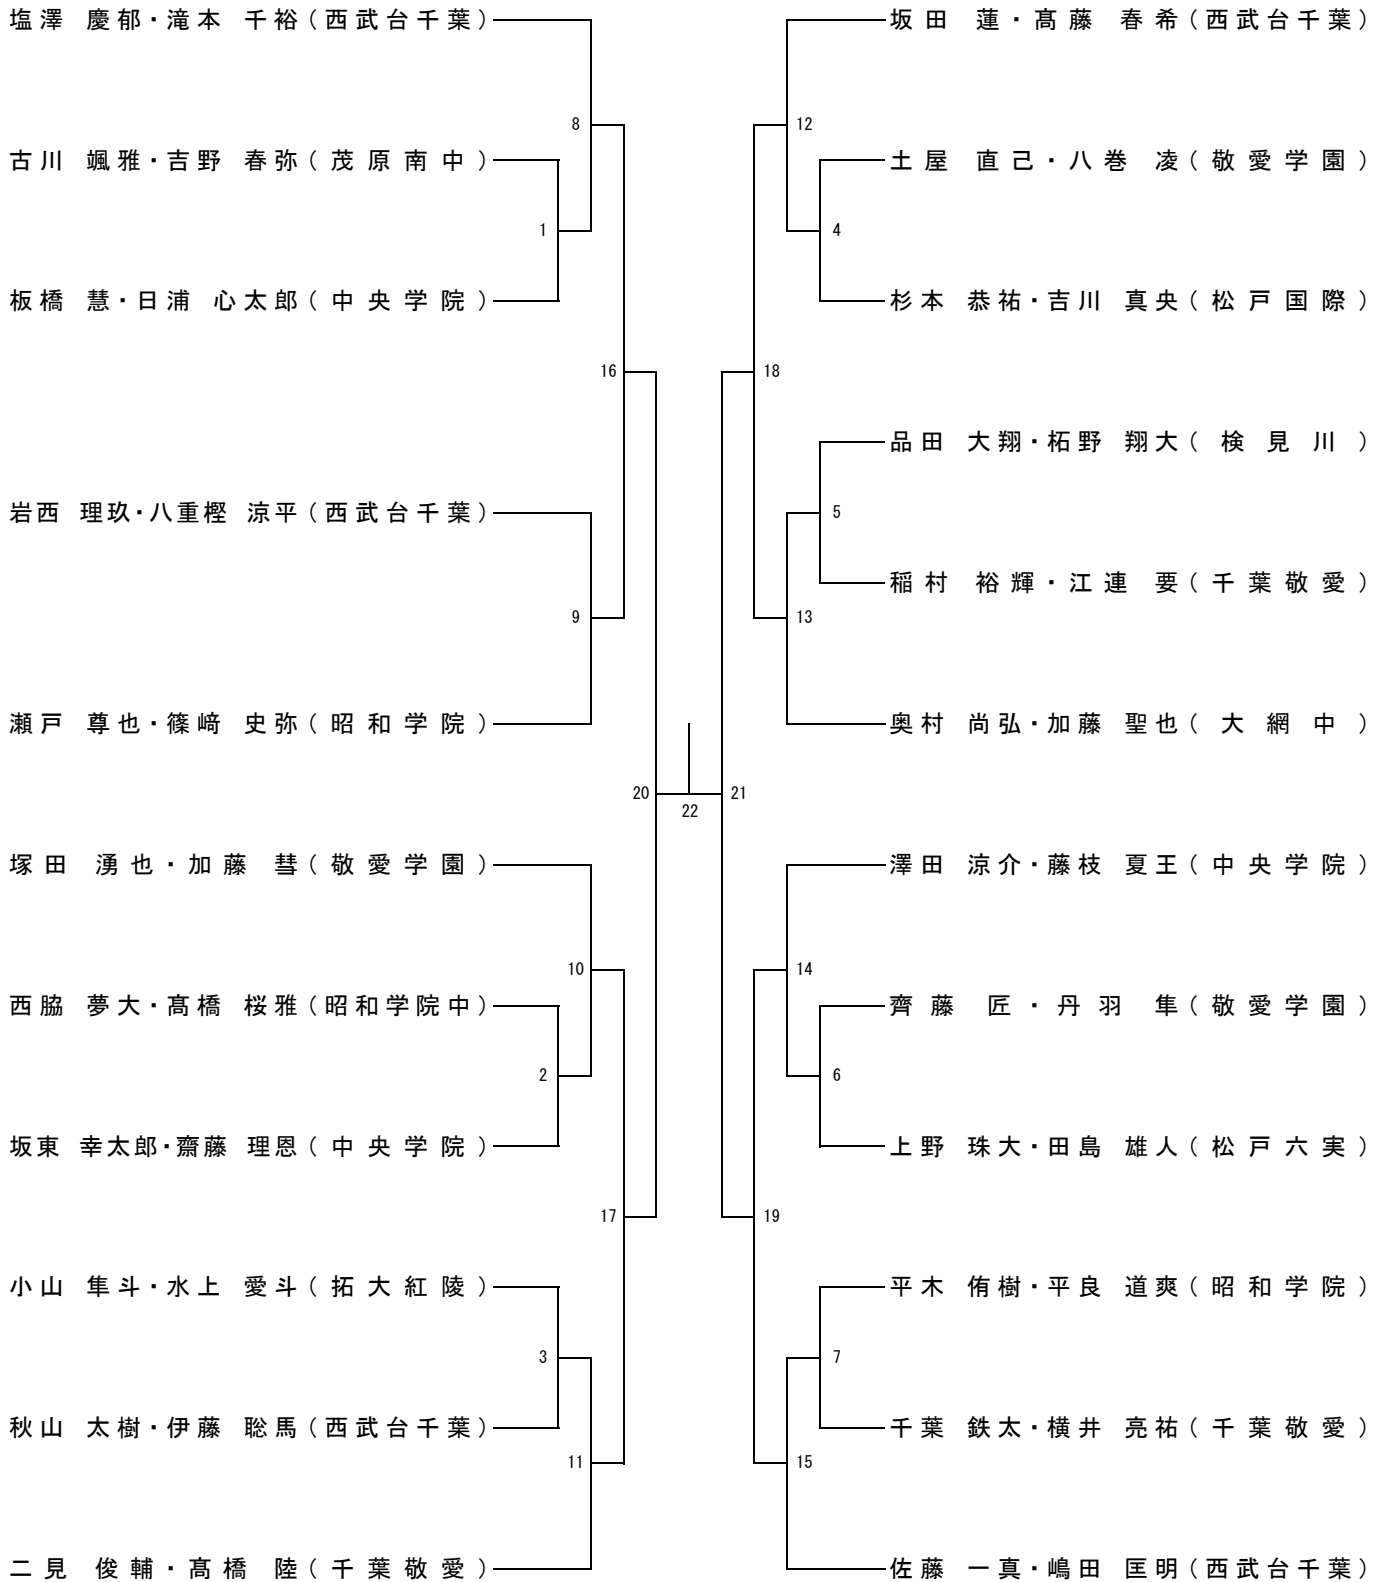 塩澤 慶郁・滝本 千裕(西武台千葉)
8
古川 颯雅・吉野 春弥(茂原南中)
1
板橋 慧・日浦 心太郎(中央学院)
16
岩西 理玖・八重樫 涼平(西武台千葉)
9
瀬戸 尊也・篠﨑 史弥(昭和学院)
20
塚田 湧也・加藤 彗(敬愛学園)
10
西脇 夢大・髙橋 桜雅(昭和学院中)
2
坂東 幸太郎・齋藤 理恩(中央学院)
17
小山 隼斗・水上 愛斗(拓大紅陵)
3
秋山 太樹・伊藤 聡馬(西武台千葉)
11
二見 俊輔・髙橋 陸(千葉敬愛)
22
坂田 蓮・髙藤 春希(西武台千葉)
12
土屋 直己・八巻 凌(敬愛学園)
4
杉本 恭祐・吉川 真央(松戸国際)
18
品田 大翔・柘野 翔大(検見川)
5
稲村 裕輝・江連 要(千葉敬愛)
13
奥村 尚弘・加藤 聖也(大網中)
21
澤田 涼介・藤枝 夏王(中央学院)
14
齊藤 匠・丹羽 隼(敬愛学園)
6
上野 珠大・田島 雄人(松戸六実)
19
平木 侑樹・平良 道爽(昭和学院)
7
千葉 鉄太・横井 亮祐(千葉敬愛)
15
佐藤 一真・嶋田 匡明(西武台千葉)